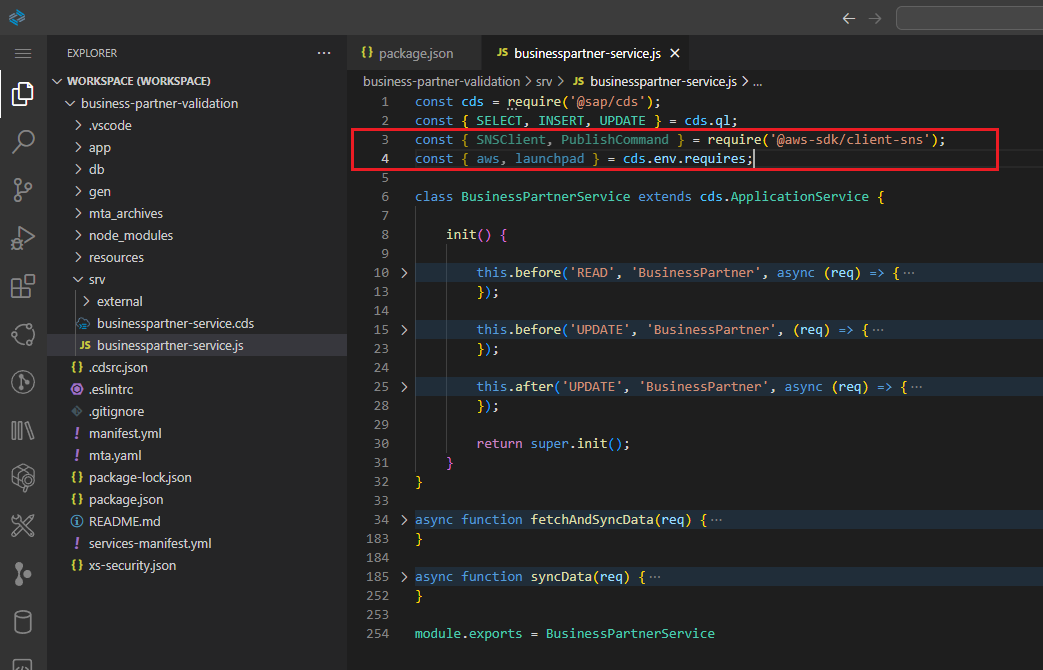 EXPLORER
WORKSPACE (WORKSPACE)
business-partner-validation
.vscode
app
db
gen
mta_archives
node_modules
resources
srv
external
businesspartner-service.cds
JS businesspartner-service.js
{} .cdsrc.json
.eslintrc
.gitignore
! manifest.yml
! mta.yaml
{} package-lock.json
{} package.json
README.md
! services-manifest.yml
{} xs-security.json
{} package.json JS businesspartner-service.js
business-partner-validation > srv > JS businesspartner-service.js > ...
1 const cds = require('@sap/cds');
2 const { SELECT, INSERT, UPDATE } = cds.ql;
3 const { SNSClient, PublishCommand } = require('@aws-sdk/client-sns');
4 const { aws, launchpad } = cds.env.requires;
5
6 class BusinessPartnerService extends cds.ApplicationService {
7
8 init() {
9
10 this.before('READ', 'BusinessPartner', async (req) => { ...
13 });
14
15 this.before('UPDATE', 'BusinessPartner', (req) => { ...
23 });
24
25 this.after('UPDATE', 'BusinessPartner', async (req) => { ...
28 });
29
30 return super.init();
31 }
32 }
33
34 async function fetchAndSyncData(req) { ...
183 }
184
185 async function syncData(req) { ...
252 }
253
254 module.exports = BusinessPartnerService